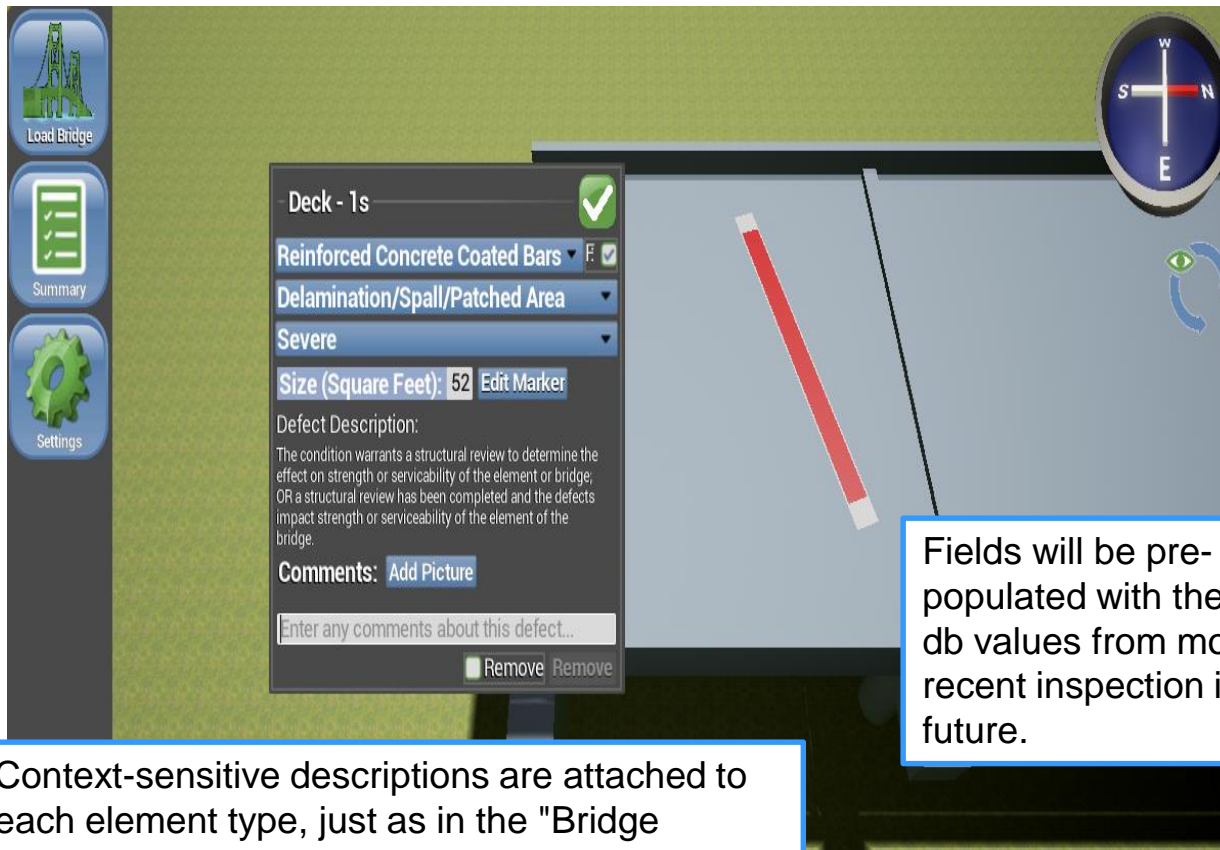 Load Bridge
Summary
Settings
Deck - 1s
Reinforced Concrete Coated Bars
Delamination/Spall/Patched Area
Severe
Size (Square Feet): 52 Edit Marker
Defect Description:
The condition warrants a structural review to determine the
effect on strength or servicability of the element or bridge;
OR a structural review has been completed and the defects
impact strength or serviceability of the element of the
bridge.
Comments: Add Picture
Enter any comments about this defect...
Remove Remove
W
S N
E
Fields will be pre-
populated with the
db values from
recent inspection
future.
Context-sensitive descriptions are attached to
each element type, just as in the "Bridge